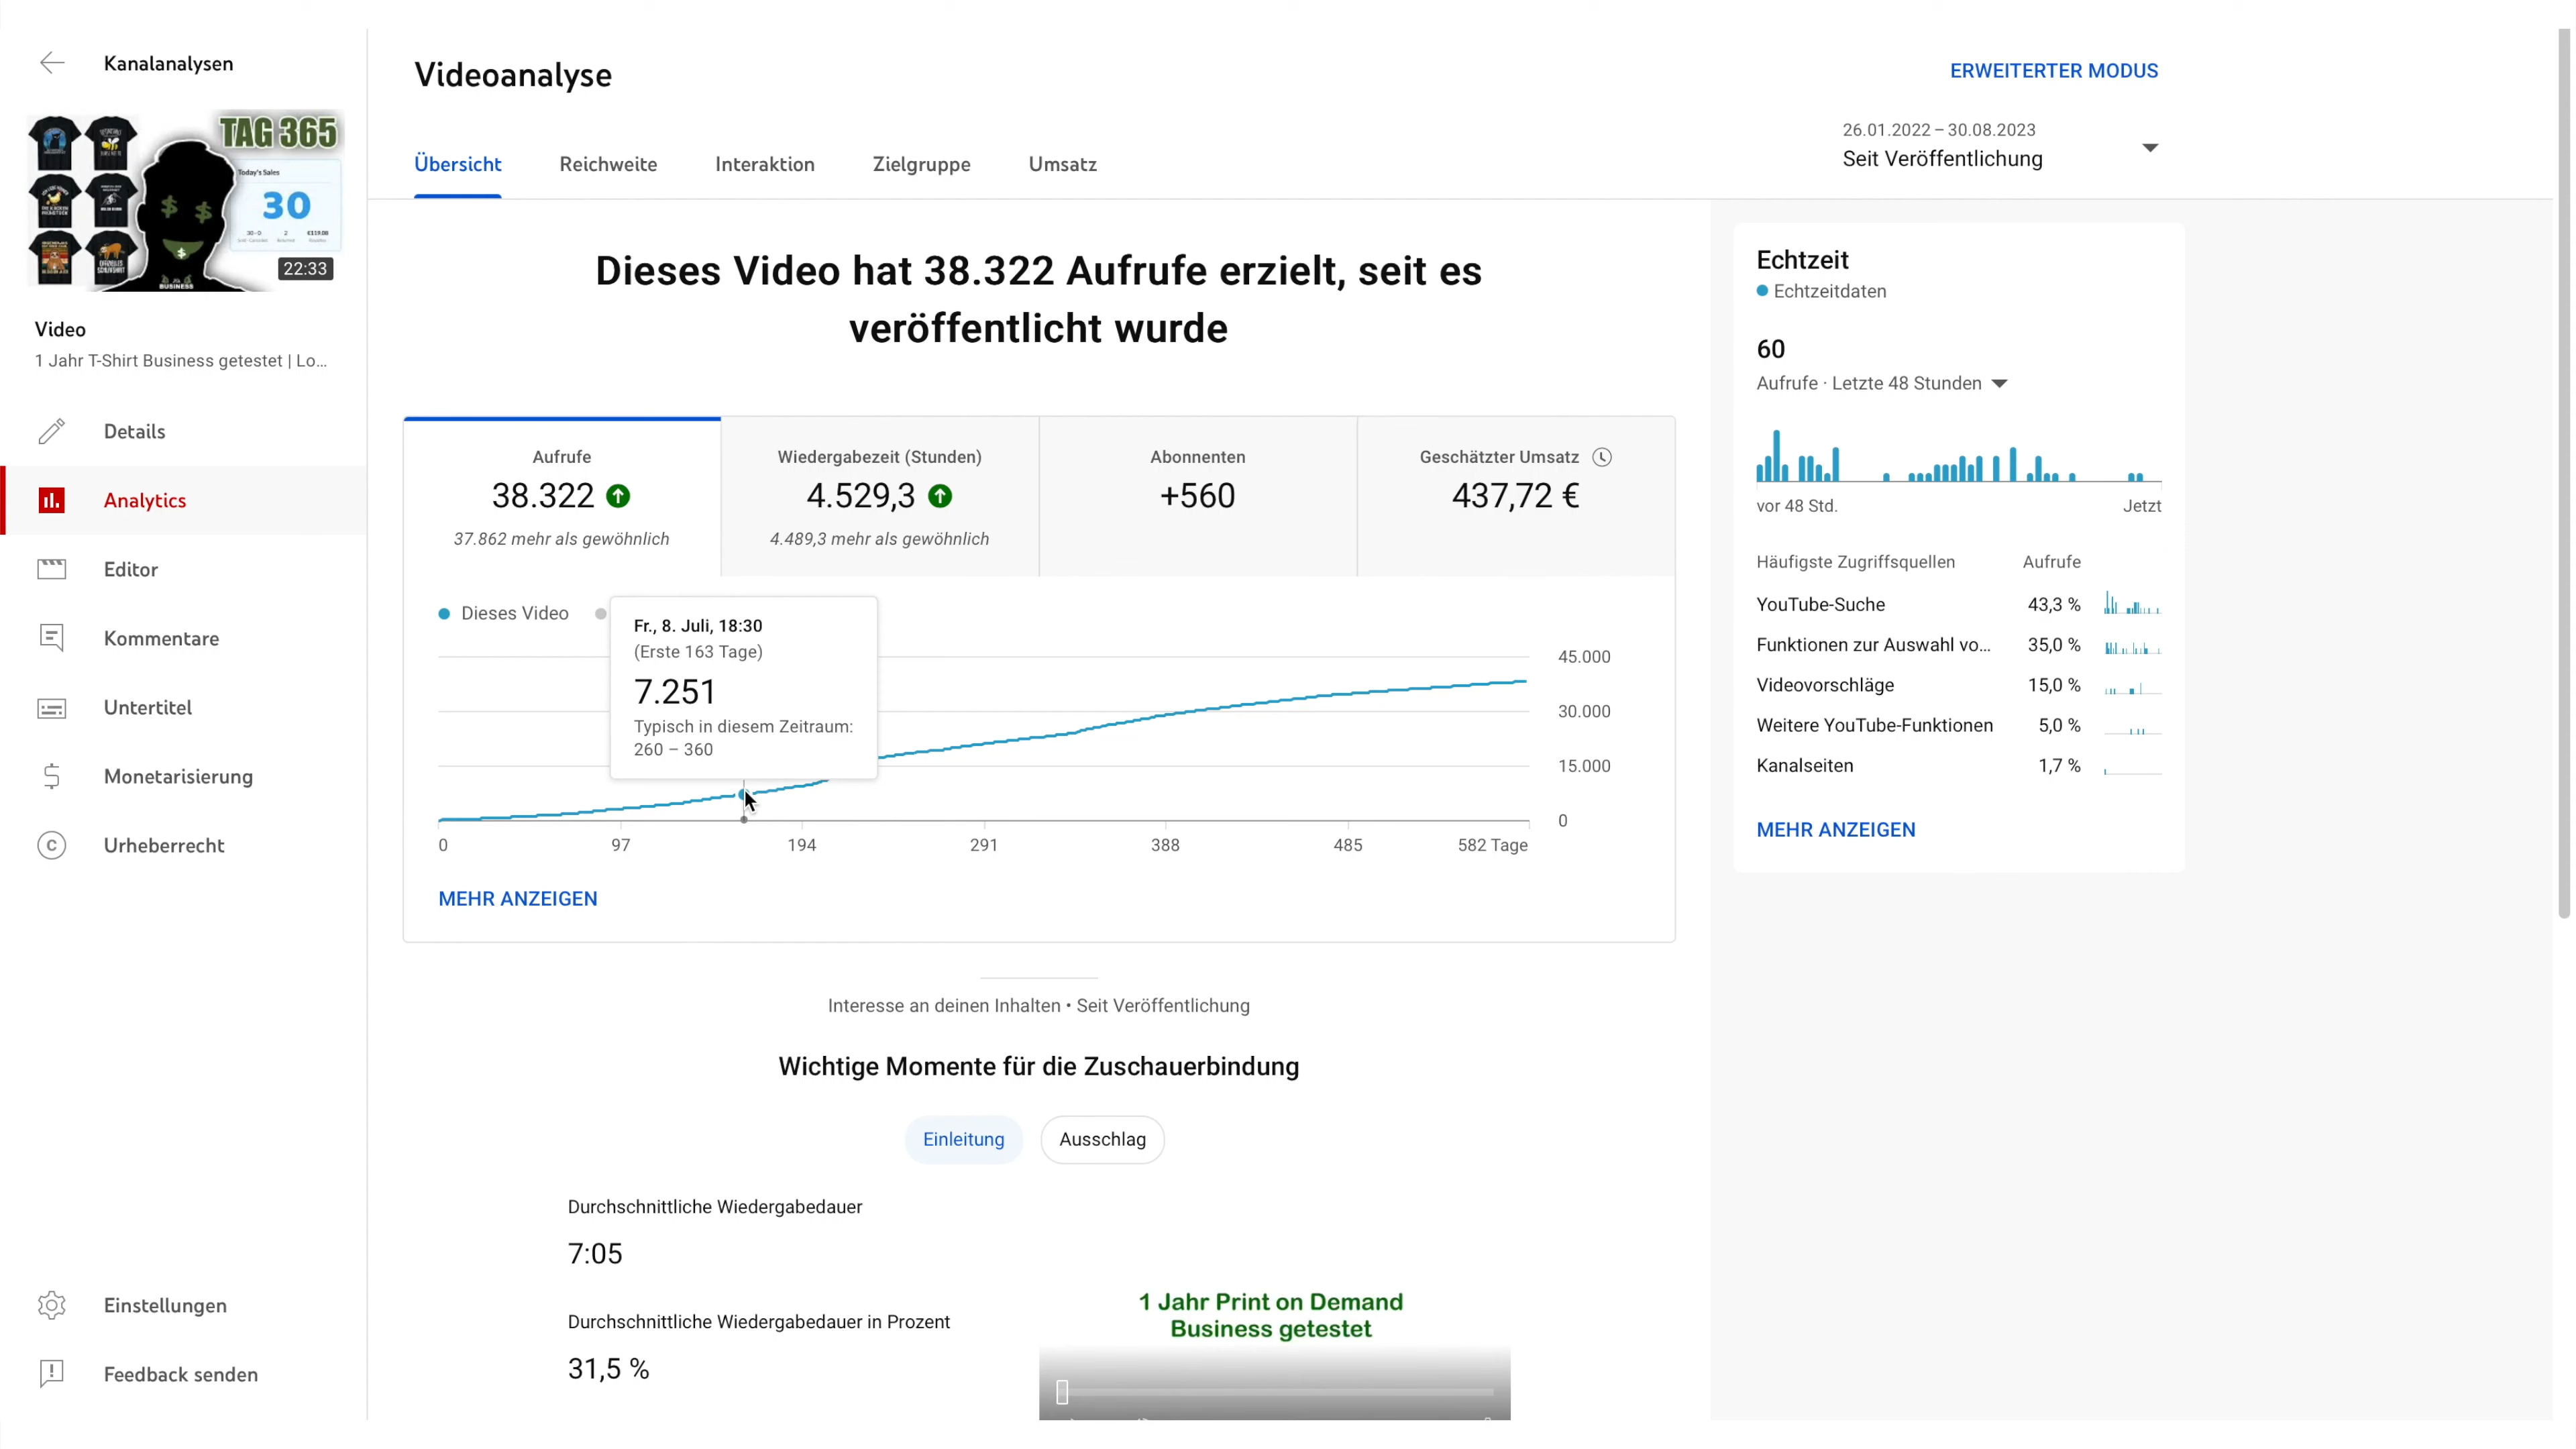 Kanalanalysen
TAG 365
Today's Sales
30
22:33
BUSINESS
Video
1 Jahr T-Shirt Business getestet | Lo...
Details
Analytics
Editor
Kommentare
Untertitel
Monetarisierung
Urheberrecht
Einstellungen
Feedback senden
Videoanalyse
ERWEITERTER MODUS
26.01.2022 – 30.08.2023
Seit Veröffentlichung
Übersicht
Reichweite
Interaktion
Zielgruppe
Umsatz
Dieses Video hat 38.322 Aufrufe erzielt, seit es
veröffentlicht wurde
Aufrufe
38.322
37.862 mehr als gewöhnlich
Wiedergabezeit (Stunden)
4.529,3
4.489,3 mehr als gewöhnlich
Abonnenten
+560
Geschätzter Umsatz
437,72 €
Dieses Video
Fr., 8. Juli, 18:30
(Erste 163 Tage)
7.251
Typisch in diesem Zeitraum:
260 – 360
45.000
30.000
15.000
0
0 97 194 291 388 485 582 Tage
MEHR ANZEIGEN
Interesse an deinen Inhalten • Seit Veröffentlichung
Wichtige Momente für die Zuschauerbindung
Einleitung
Ausschlag
Durchschnittliche Wiedergabedauer
7:05
Durchschnittliche Wiedergabedauer in Prozent
31,5 %
1 Jahr Print on Demand
Business getestet
Echtzeit
Echtzeitdaten
60
Aufrufe · Letzte 48 Stunden
vor 48 Std.
Jetzt
Häufigste Zugriffsquellen Aufrufe
YouTube-Suche 43,3 %
Funktionen zur Auswahl vo... 35,0 %
Videovorschläge 15,0 %
Weitere YouTube-Funktionen 5,0 %
Kanalseiten 1,7 %
MEHR ANZEIGEN